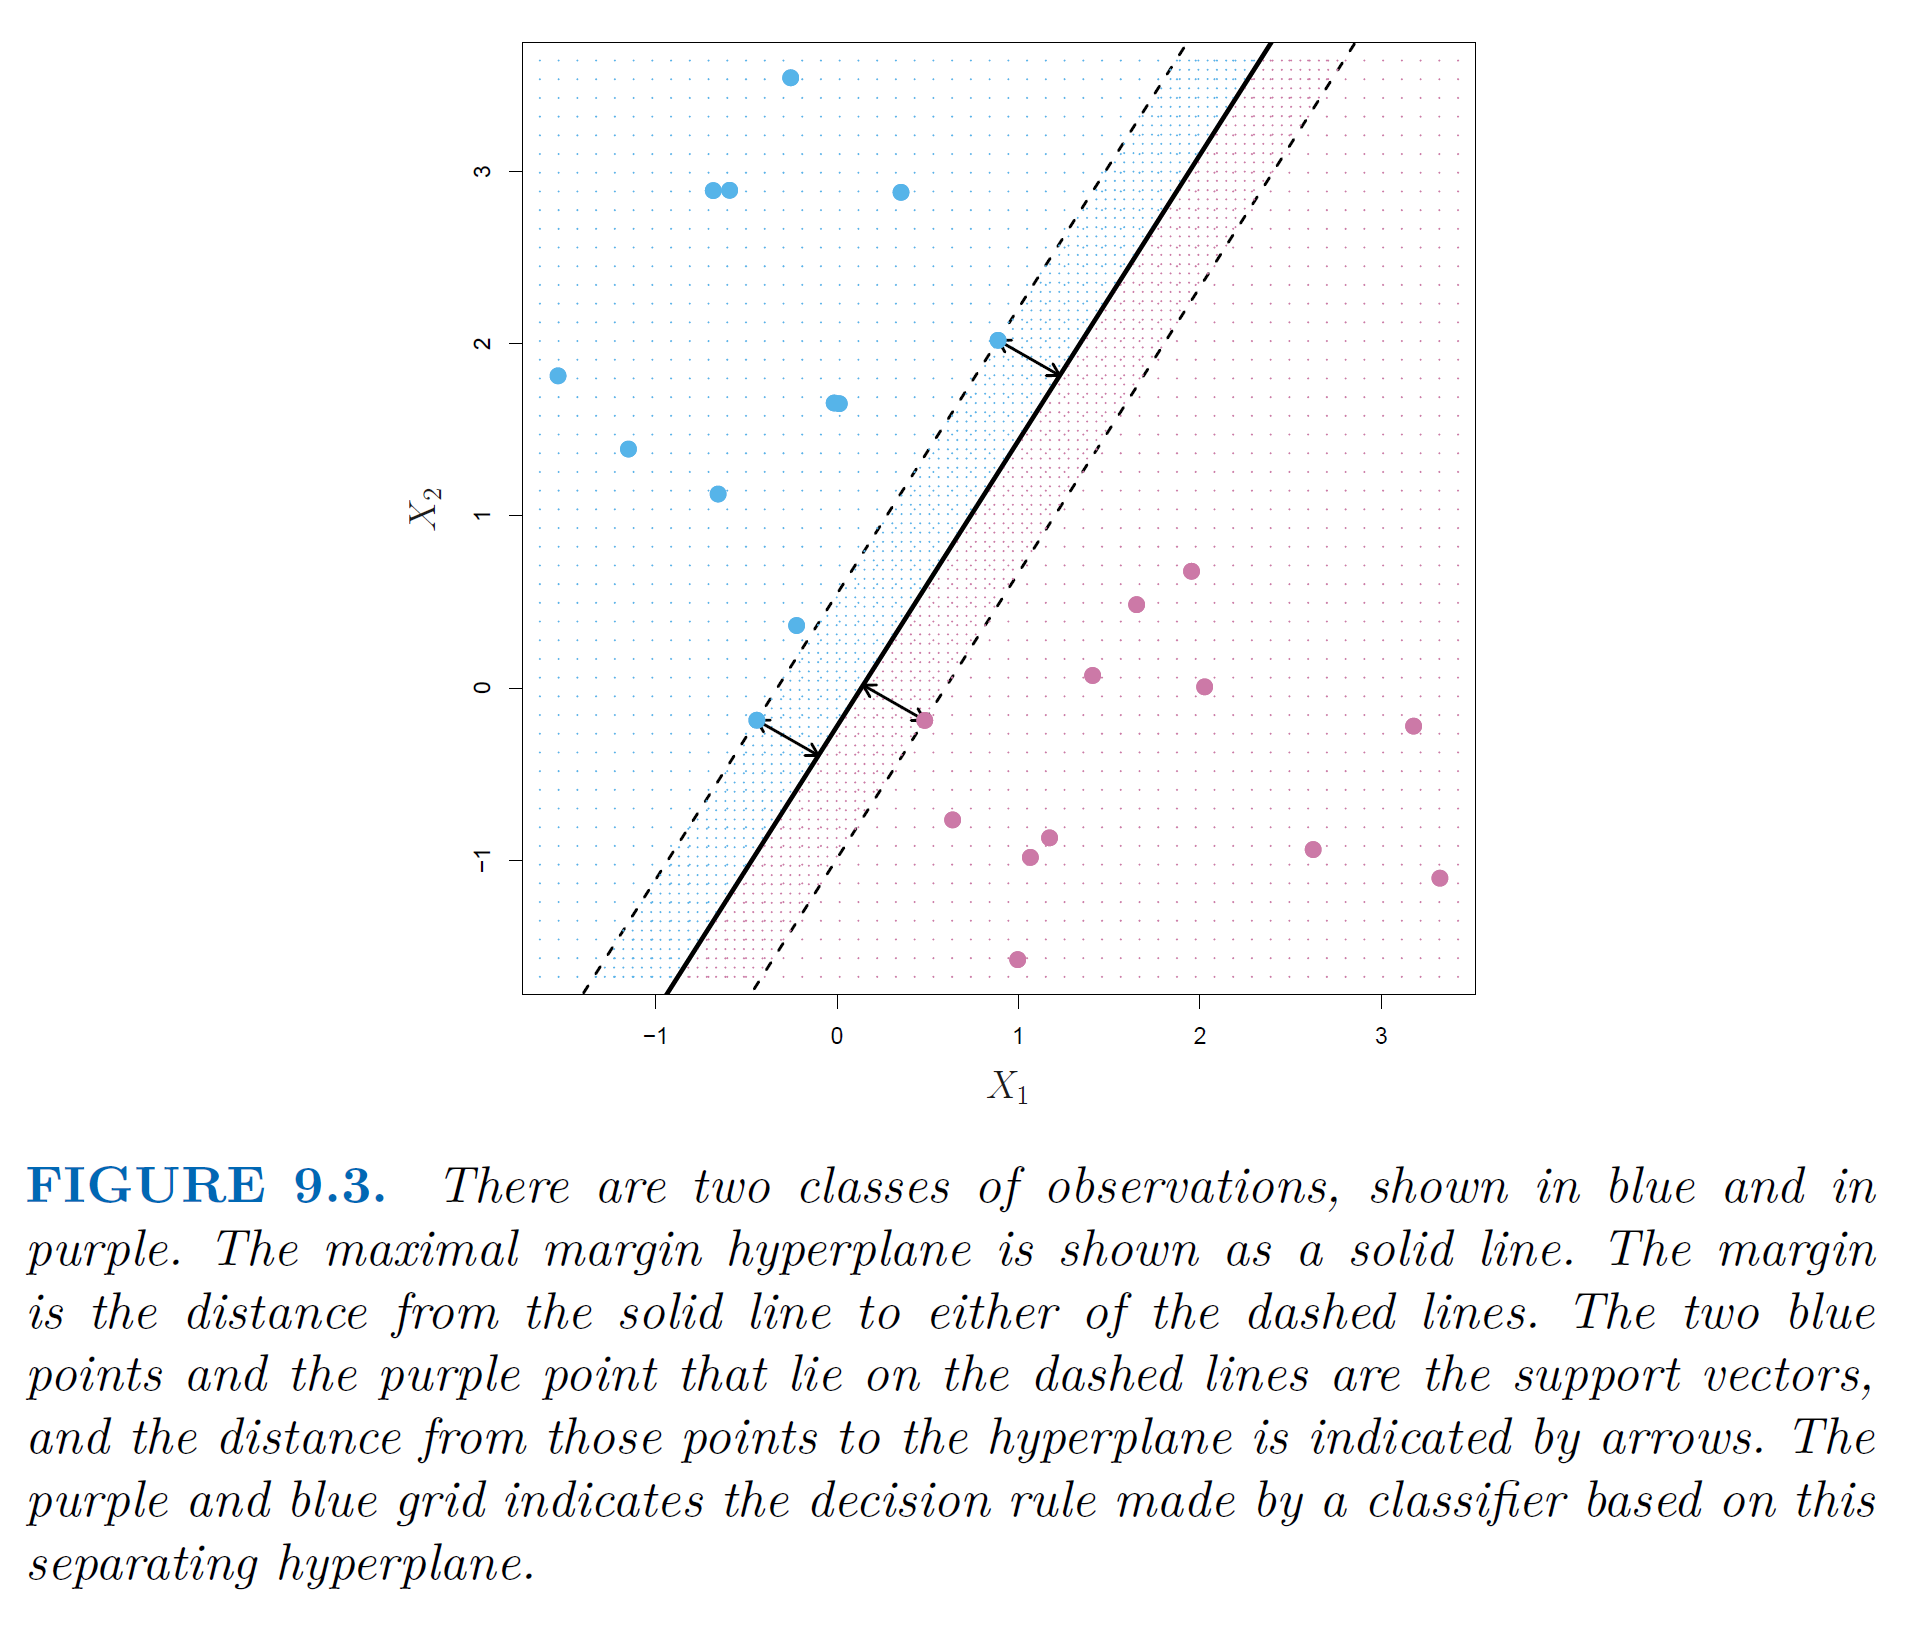 3
2
1
0
−1
X2
−1 0 1 2 3
X1
FIGURE 9.3. There are two classes of observations, shown in blue and in
purple. The maximal margin hyperplane is shown as a solid line. The margin
is the distance from the solid line to either of the dashed lines. The two blue
points and the purple point that lie on the dashed lines are the support vectors,
and the distance from those points to the hyperplane is indicated by arrows. The
purple and blue grid indicates the decision rule made by a classifier based on this
separating hyperplane.